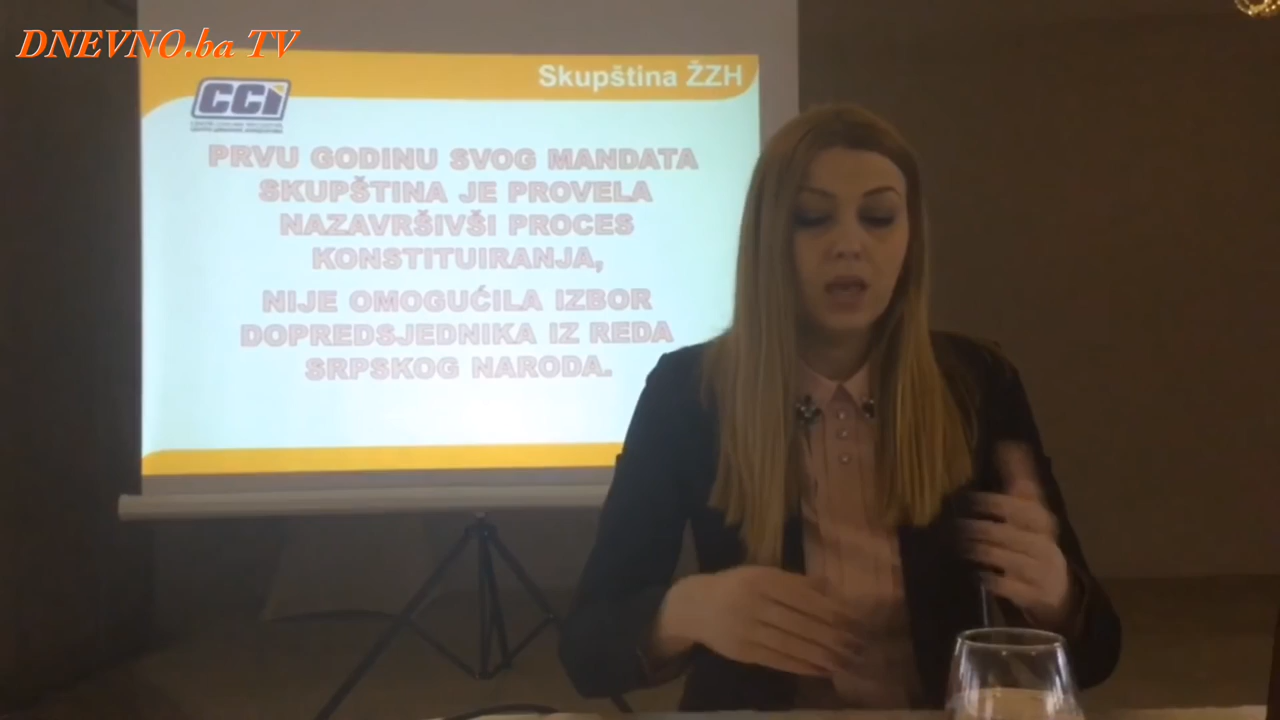 DNEVNO.ba TV
Skupština ŽZH
CCI
PRVU GODINU SVOG MANDATA
SKUPŠTINA JE PROVELA
NAZAVRŠIVŠI PROCES
KONSTITUIRANJA,
NIJE OMOGUĆILA IZBOR
DOPREDSJEDNIKA IZ REDA
SRPSKOG NARODA.